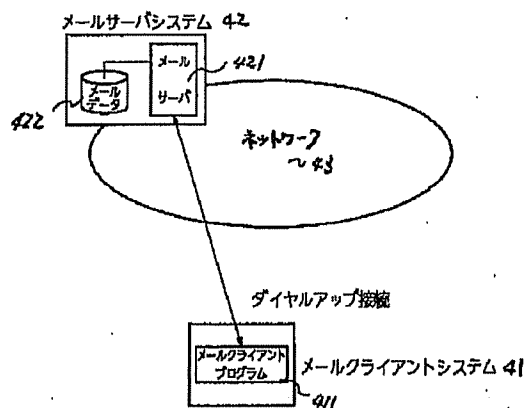 メールサーバシステム 42
メール
サーバ
421
メール
データ
422
ネットワーク
~43
ダイヤルアップ接続
メールクライアント
プログラム
メールクライアントシステム 41
411